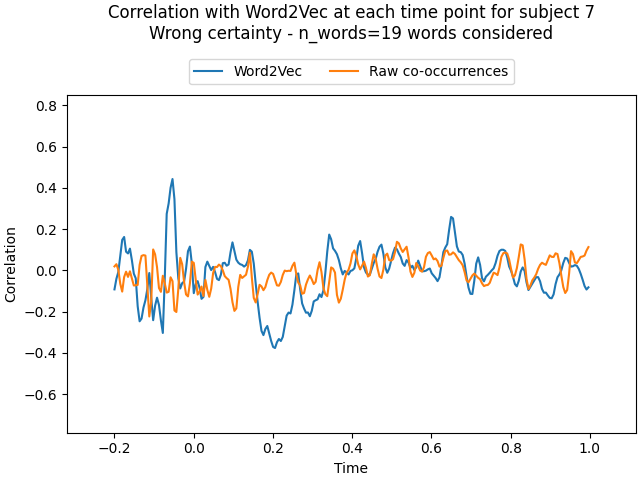 Correlation with Word2Vec at each time point for subject 7
Wrong certainty - n_words=19 words considered
Word2Vec
Raw co-occurrences
0.8
0.6
0.4
0.2
0.0
−0.2
−0.4
−0.6
Correlation
−0.2 0.0 0.2 0.4 0.6 0.8 1.0
Time